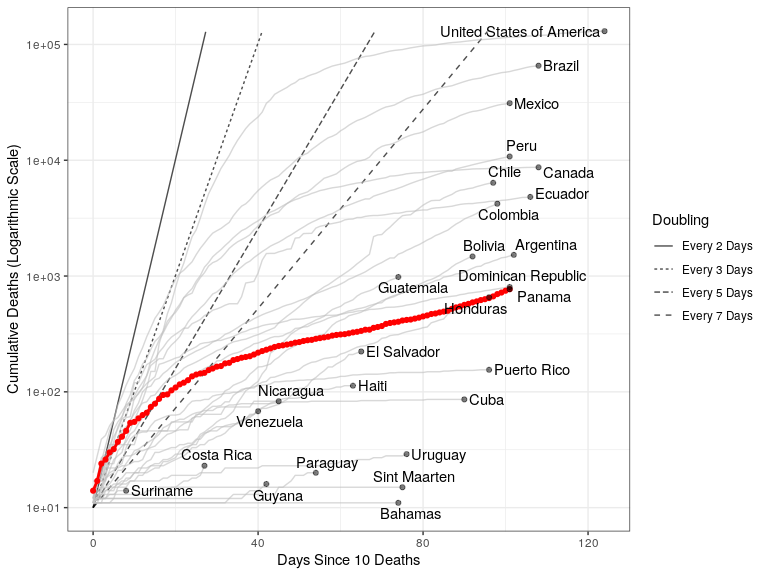 United States of America
1e+05
Brazil
Mexico
Peru
1e+04
Chile
Canada
Ecuador
Colombia
Doubling
Every 2 Days
Every 3 Days
Every 5 Days
Every 7 Days
Bolivia
Argentina
1e+03
Dominican Republic
Guatemala
Panama
Honduras
El Salvador
Puerto Rico
1e+02
Haiti
Nicaragua
Cuba
Venezuela
Costa Rica
Uruguay
Paraguay
Sint Maarten
Suriname
Guyana
1e+01
Bahamas
0
40
80
120
Days Since 10 Deaths
Cumulative Deaths (Logarithmic Scale)